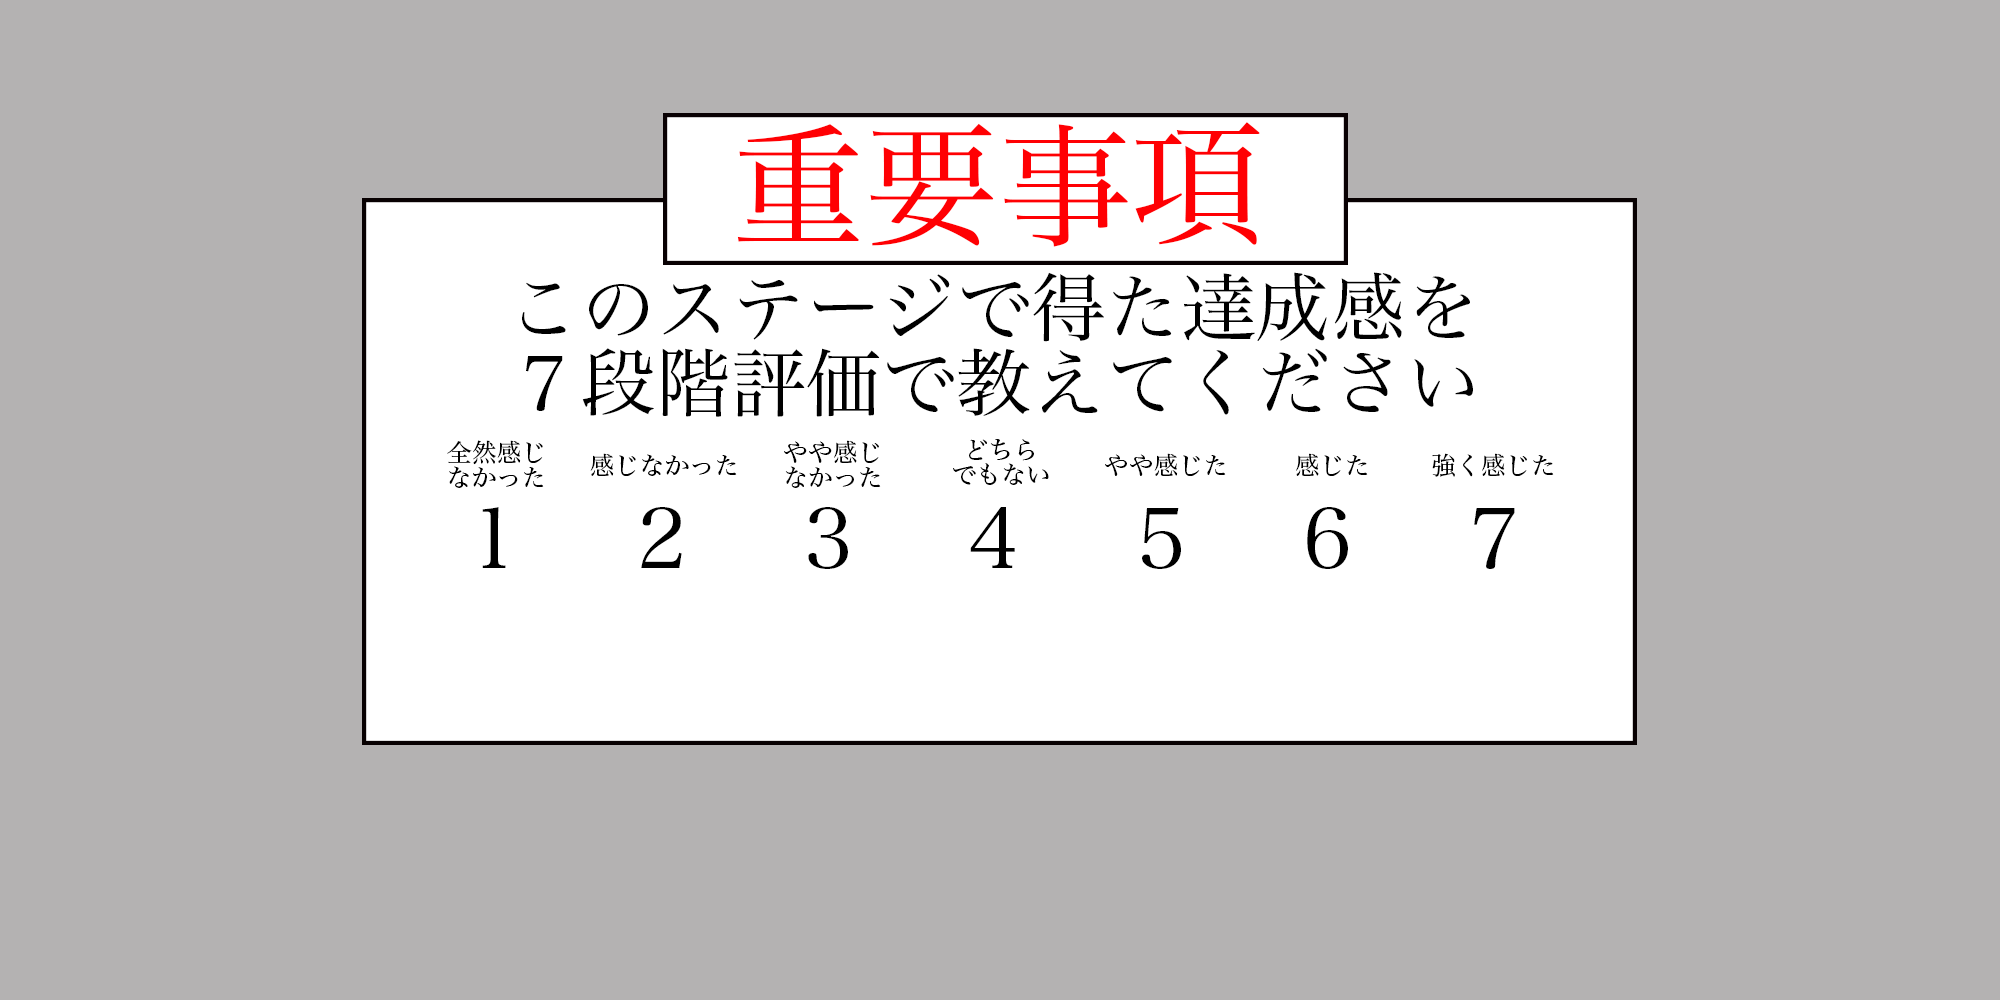 重要事項
このステージで得た達成感を
７段階評価で教えてください
全然感じ
なかった
感じなかった
やや感じ
なかった
どちら
でもない
やや感じた
感じた
強く感じた
1 2 3 4 5 6 7